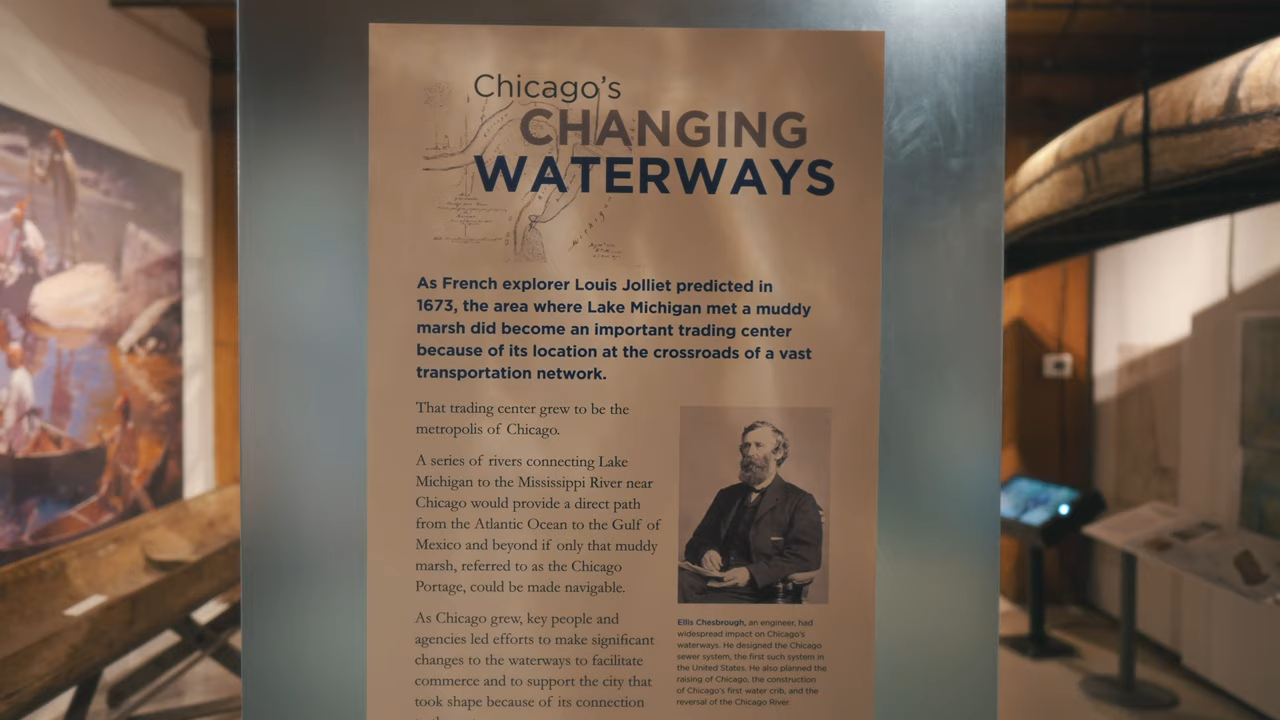 Chicago's
CHANGING
WATERWAYS
Michigan
As French explorer Louis Jolliet predicted in
1673, the area where Lake Michigan met a muddy
marsh did become an important trading center
because of its location at the crossroads of a vast
transportation network.
That trading center grew to be the
metropolis of Chicago.
A series of rivers connecting Lake
Michigan to the Mississippi River near
Chicago would provide a direct path
from the Atlantic Ocean to the Gulf of
Mexico and beyond if only that muddy
marsh, referred to as the Chicago
Portage, could be made navigable.
As Chicago grew, key people and
agencies led efforts to make significant
changes to the waterways to facilitate
commerce and to support the city that
took shape because of its connection
Ellis Chesbrough, an engineer, had
widespread impact on Chicago's
waterways. He designed the Chicago
sewer system, the first such system in
the United States. He also planned the
raising of Chicago, the construction
of Chicago's first water crib, and the
reversal of the Chicago River.